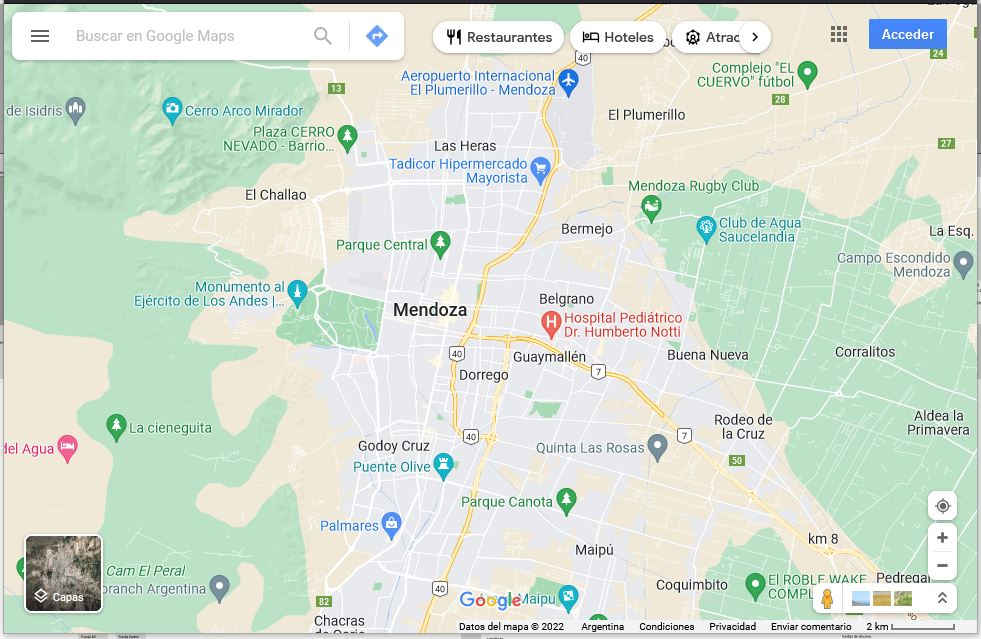 Buscar en Google Maps
Restaurantes
Hoteles
Atrac
Acceder
24
40
Complejo "EL
CUERVO" fútbol
28
Aeropuerto Internacional
El Plumerillo - Mendoza
13
de Isidris
Cerro Arco Mirador
El Plumerillo
Plaza CERRO
NEVADO - Barrio...
27
Las Heras
Tadicor Hipermercado
Mayorista
Mendoza Rugby Club
El Challao
Club de Agua
Saucelandia
Bermejo
La Esq.
Parque Central
Campo Escondido
Mendoza
Monumento al
Ejército de Los Andes |...
Belgrano
Mendoza
Hospital Pediátrico
Dr. Humberto Notti
40
Guaymallén
Buena Nueva
Corralitos
7
Dorrego
Aldea la
Primavera
Rodeo de
la Cruz
La cieneguita
40
7
del Agua
Godoy Cruz
Quinta Las Rosas
50
Puente Olive
Parque Canota
Palmares
km 8
Maipú
Cam El Peral
Coquimbito
El ROBLE WAKE
COMPL
Pedregal
oranch Argentina
40
Capas
82
Google
Maipu
Chacras
de Coria
Datos del mapa © 2022
Argentina
Condiciones
Privacidad
Enviar comentario
2 km